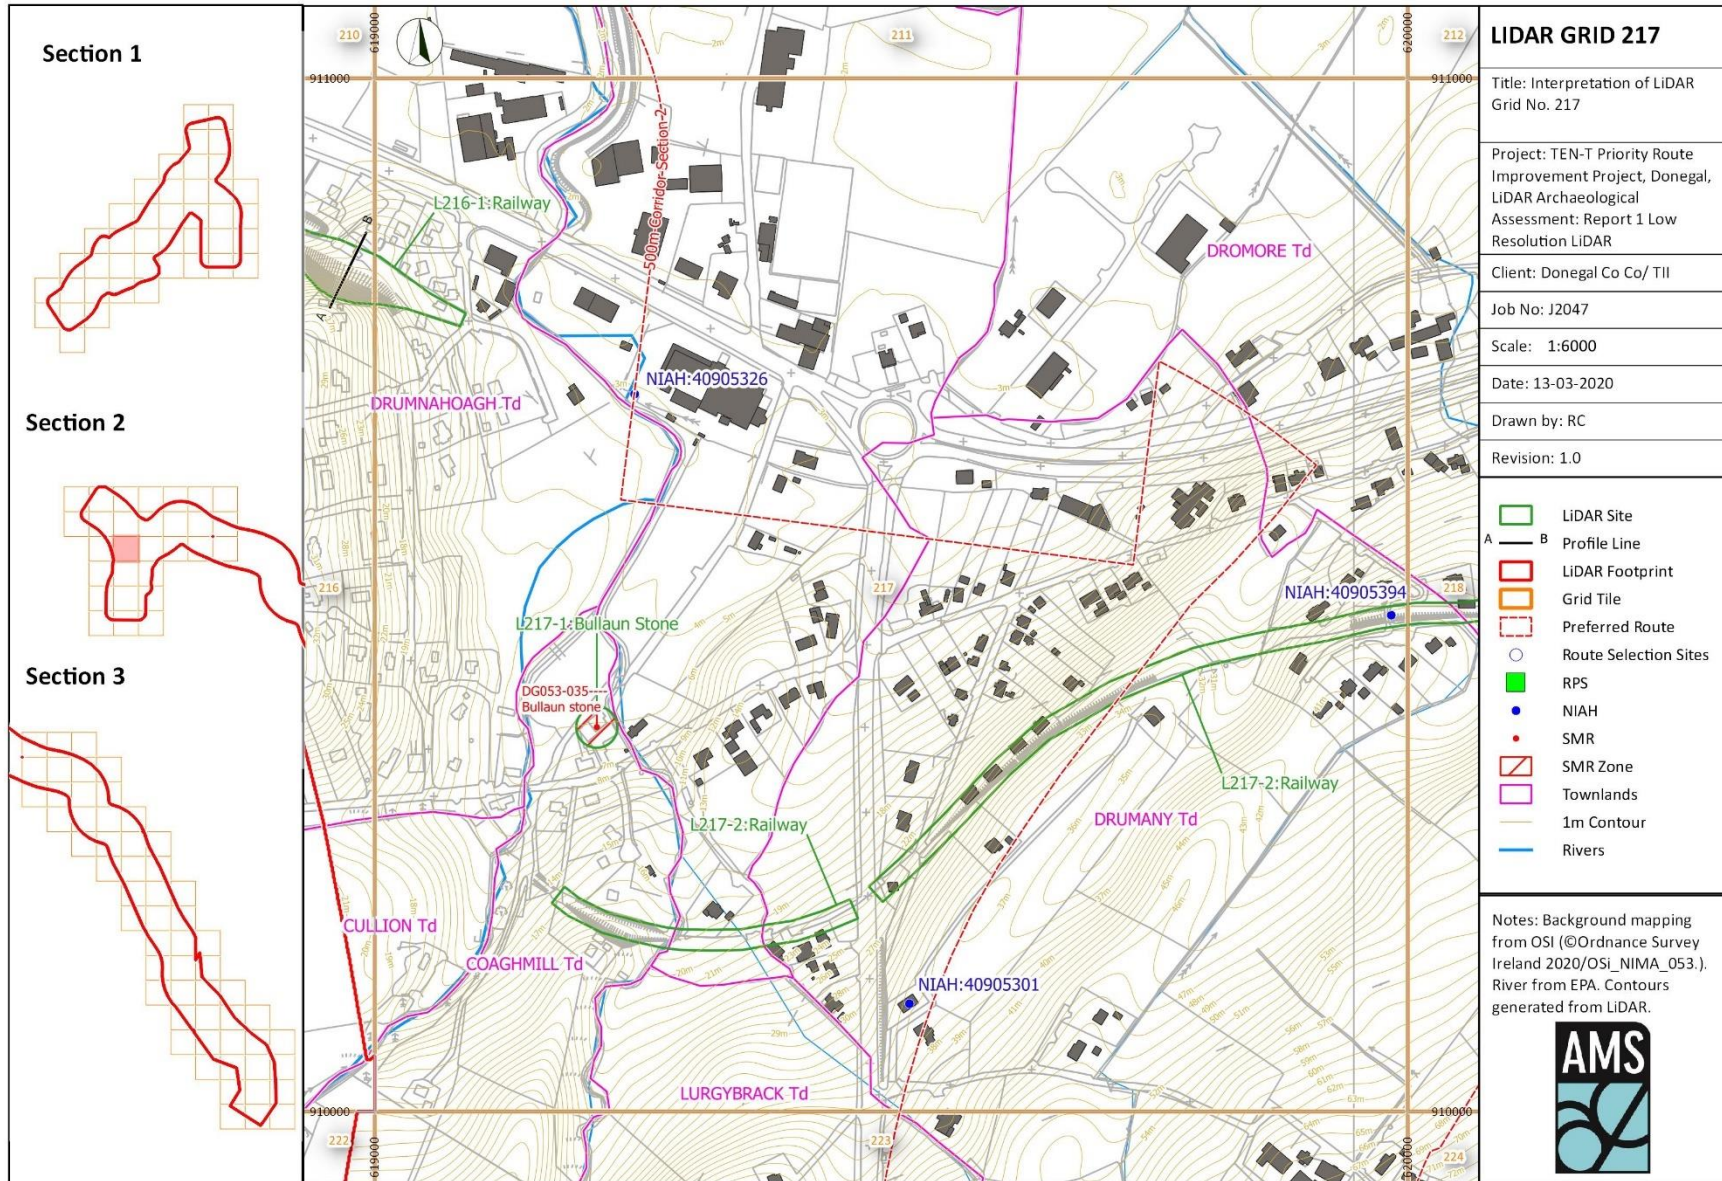 Section 1
Section 2
Section 3
210
211
212
216
217
218
222
223
224
619000
620000
911000
911000
910000
910000
619000
620000
L216-1:Railway
A
B
500m-Corridor-Section-2
DROMORE Td
NIAH:40905326
DRUMNAHOAGH Td
NIAH:40905394
L217-1:Bullaun Stone
DG053-035----
Bullaun stone
L217-2:Railway
L217-2:Railway
DRUMANY Td
CULLION Td
COAGHMILL Td
NIAH:40905301
LURGYBRACK Td
LIDAR GRID 217
Title: Interpretation of LiDAR
Grid No. 217
Project: TEN-T Priority Route
Improvement Project, Donegal,
LiDAR Archaeological
Assessment: Report 1 Low
Resolution LiDAR
Client: Donegal Co Co/ TII
Job No: J2047
Scale: 1:6000
Date: 13-03-2020
Drawn by: RC
Revision: 1.0
LiDAR Site
A B Profile Line
LiDAR Footprint
Grid Tile
Preferred Route
Route Selection Sites
RPS
NIAH
SMR
SMR Zone
Townlands
1m Contour
Rivers
Notes: Background mapping
from OSI (©Ordnance Survey
Ireland 2020/OSi_NIMA_053.).
River from EPA. Contours
generated from LiDAR.
AMS